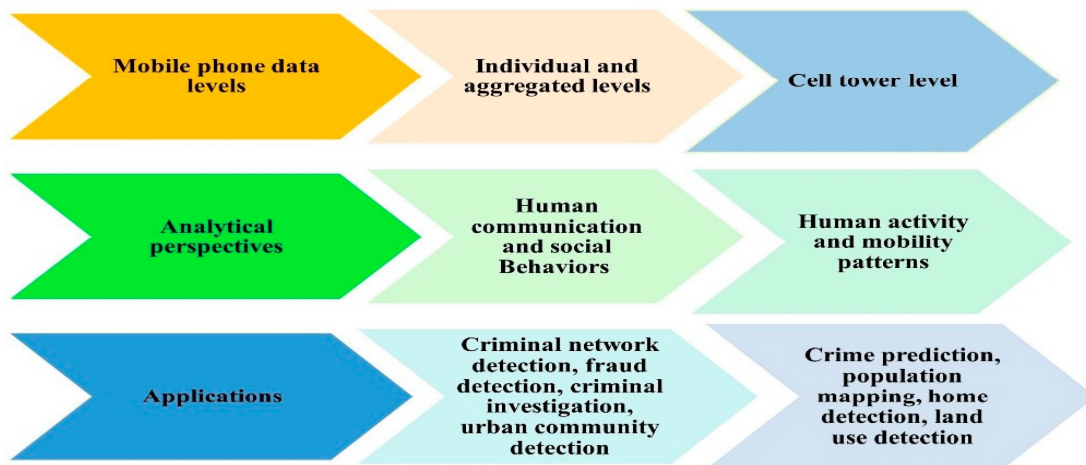 Mobile phone data
levels
Individual and
aggregated levels
Cell tower level
Analytical
perspectives
Human
communication
and social
Behaviors
Human activity
and mobility
patterns
Applications
Criminal network
detection, fraud
detection, criminal
investigation,
urban community
detection
Crime prediction,
population
mapping, home
detection, land
use detection